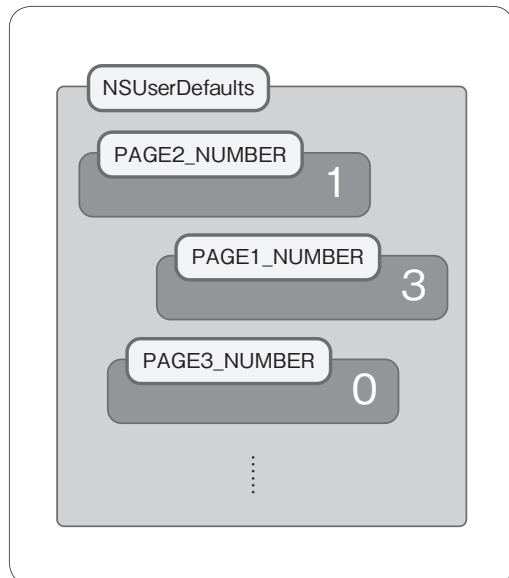 NSUserDefaults
PAGE2_NUMBER
1
PAGE1_NUMBER
3
PAGE3_NUMBER
0